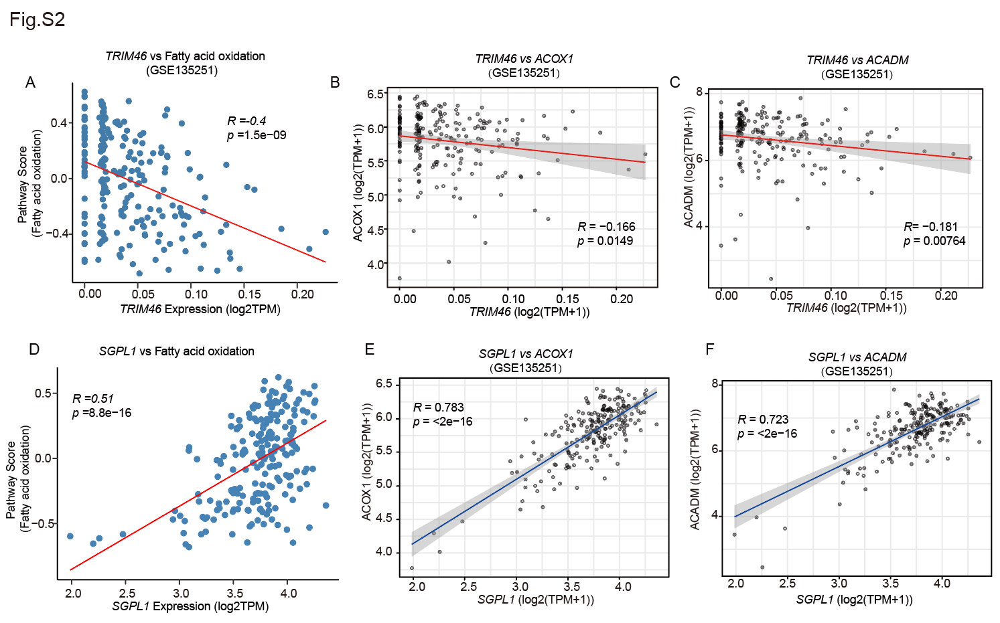 Fig.S2
TRIM46 vs Fatty acid oxidation
(GSE135251)
A
R =-0.4
p =1.5e−09
Pathway Score
(Fatty acid oxidation)
0.4
0.0
−0.4
0.00 0.05 0.10 0.15 0.20
TRIM46 Expression (log2TPM)
TRIM46 vs ACOX1
(GSE135251)
B
ACOX1 (log2(TPM+1))
6.5
6.0
5.5
5.0
4.5
4.0
R = −0.166
p = 0.0149
0.00 0.05 0.10 0.15 0.20
TRIM46 (log2(TPM+1))
TRIM46 vs ACADM
(GSE135251)
C
ACADM (log2(TPM+1))
8
6
4
R= −0.181
p = 0.00764
0.00 0.05 0.10 0.15 0.20
TRIM46 (log2(TPM+1))
D
SGPL1 vs Fatty acid oxidation
R =0.51
p =8.8e−16
Pathway Score
(Fatty acid oxidation)
0.5
0.0
−0.5
2.0 2.5 3.0 3.5 4.0
SGPL1 Expression (log2TPM)
E
SGPL1 vs ACOX1
(GSE135251)
R = 0.783
p = <2e−16
ACOX1 (log2(TPM+1))
6.5
6.0
5.5
5.0
4.5
4.0
2.0 2.5 3.0 3.5 4.0
SGPL1 (log2(TPM+1))
F
SGPL1 vs ACADM
(GSE135251)
R = 0.723
p = <2e−16
ACADM (log2(TPM+1))
8
6
4
2.0 2.5 3.0 3.5 4.0
SGPL1 (log2(TPM+1))